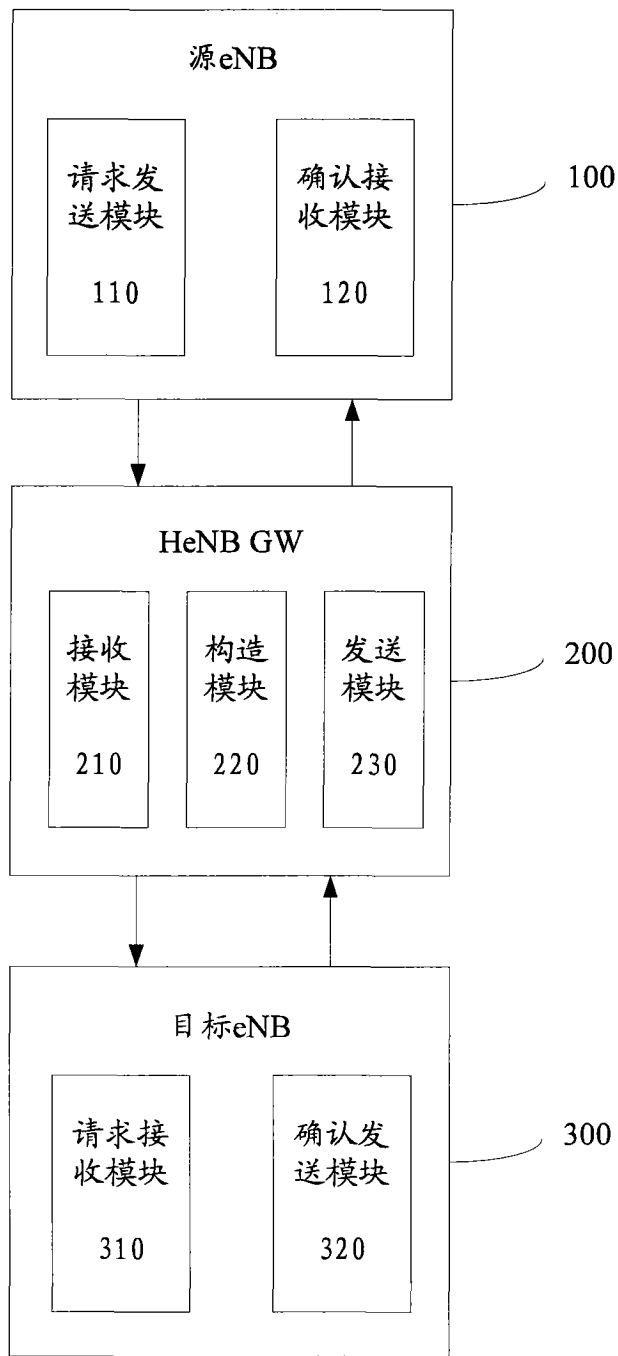 源eNB
请求发
送模块
110
确认接
收模块
120
100
HeNB GW
接收
模块
210
构造
模块
220
发送
模块
230
200
目标eNB
请求接
收模块
310
确认发
送模块
320
300